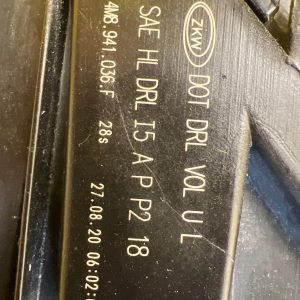 ZKW DOT DRL VOL U L
SAE HL DRL I5 A P P2 18
4M8.941.036.F 28s
27.08.20 06:02: